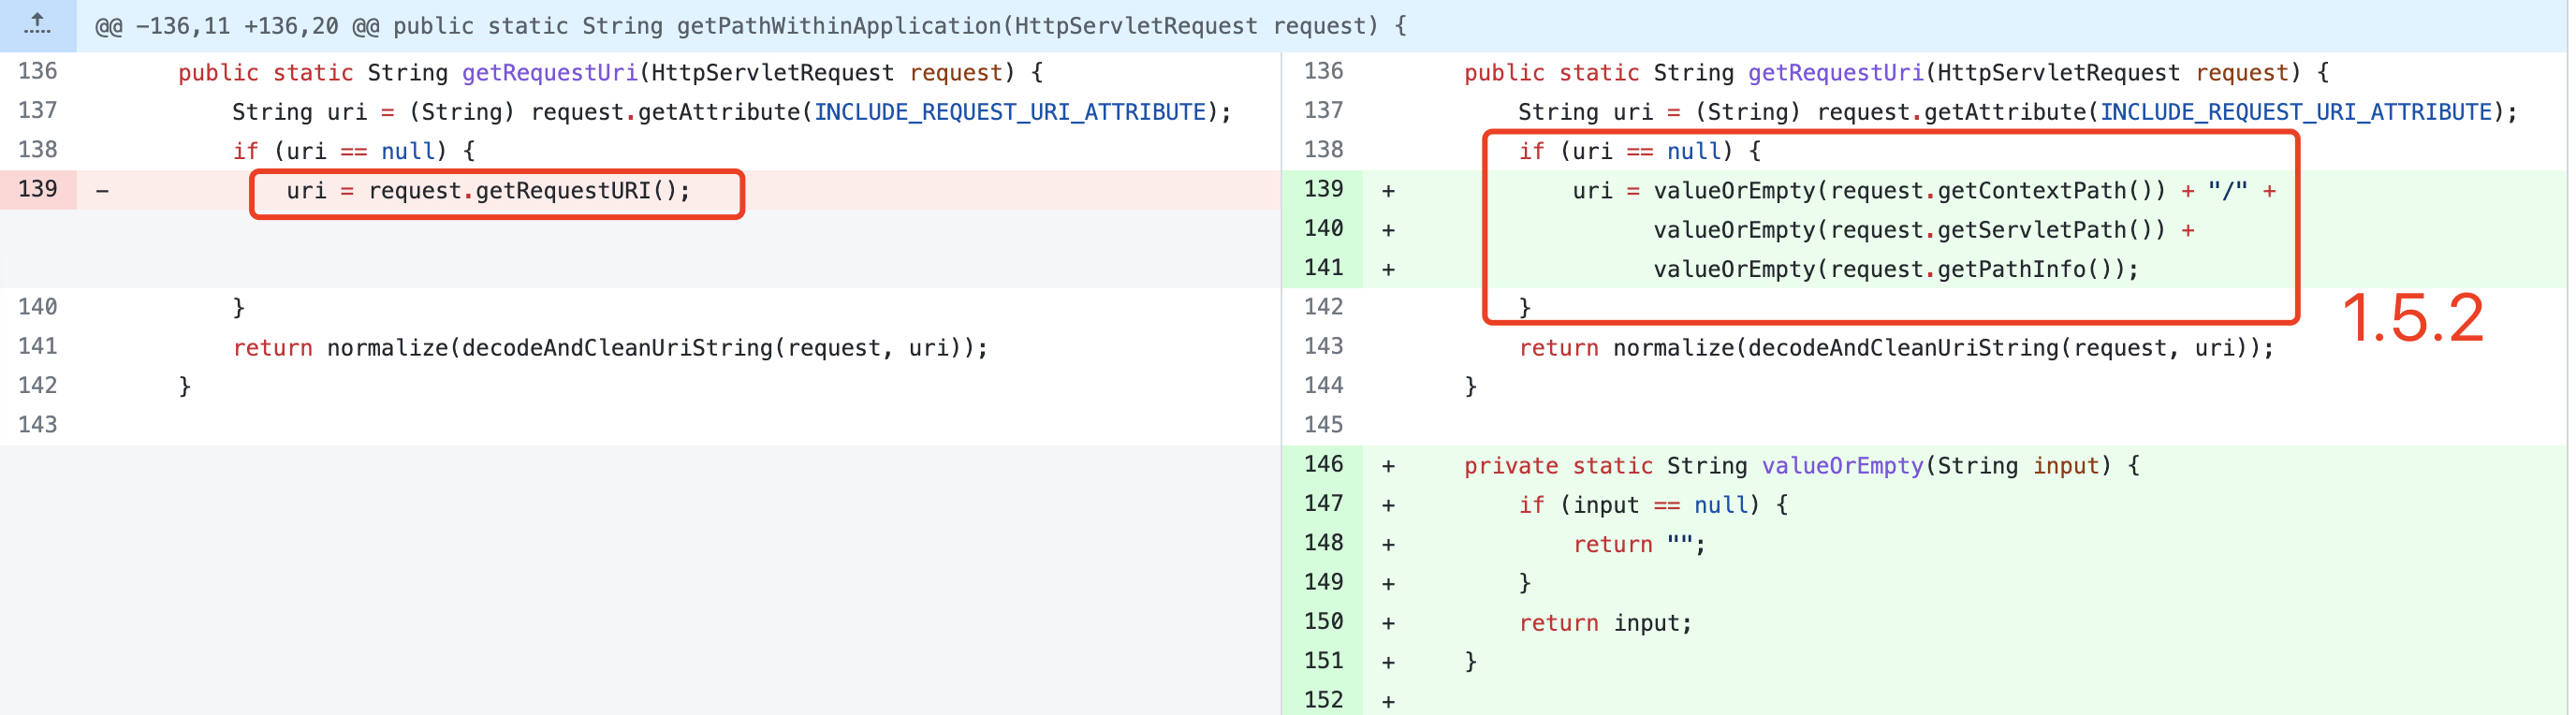 @@ -136,11 +136,20 @@ public static String getPathWithinApplication(HttpServletRequest request) {
136 public static String getRequestUri(HttpServletRequest request) {
137 String uri = (String) request.getAttribute(INCLUDE_REQUEST_URI_ATTRIBUTE);
138 if (uri == null) {
139 - uri = request.getRequestURI();
140 }
141 return normalize(decodeAndCleanUriString(request, uri));
142 }
143
136 public static String getRequestUri(HttpServletRequest request) {
137 String uri = (String) request.getAttribute(INCLUDE_REQUEST_URI_ATTRIBUTE);
138 if (uri == null) {
139 + uri = valueOrEmpty(request.getContextPath()) + "/" +
140 + valueOrEmpty(request.getServletPath()) +
141 + valueOrEmpty(request.getPathInfo());
142 }
143 return normalize(decodeAndCleanUriString(request, uri));
144 }
145
146 + private static String valueOrEmpty(String input) {
147 + if (input == null) {
148 + return "";
149 + }
150 + return input;
151 + }
152 +
1.5.2